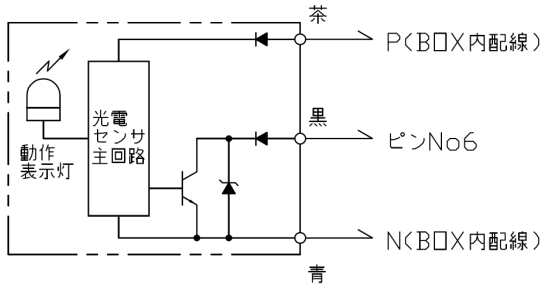 茶
P(BOX内配線)
光電
センサ
主回路
黒
ピンNo6
動作
表示灯
N(BOX内配線)
青